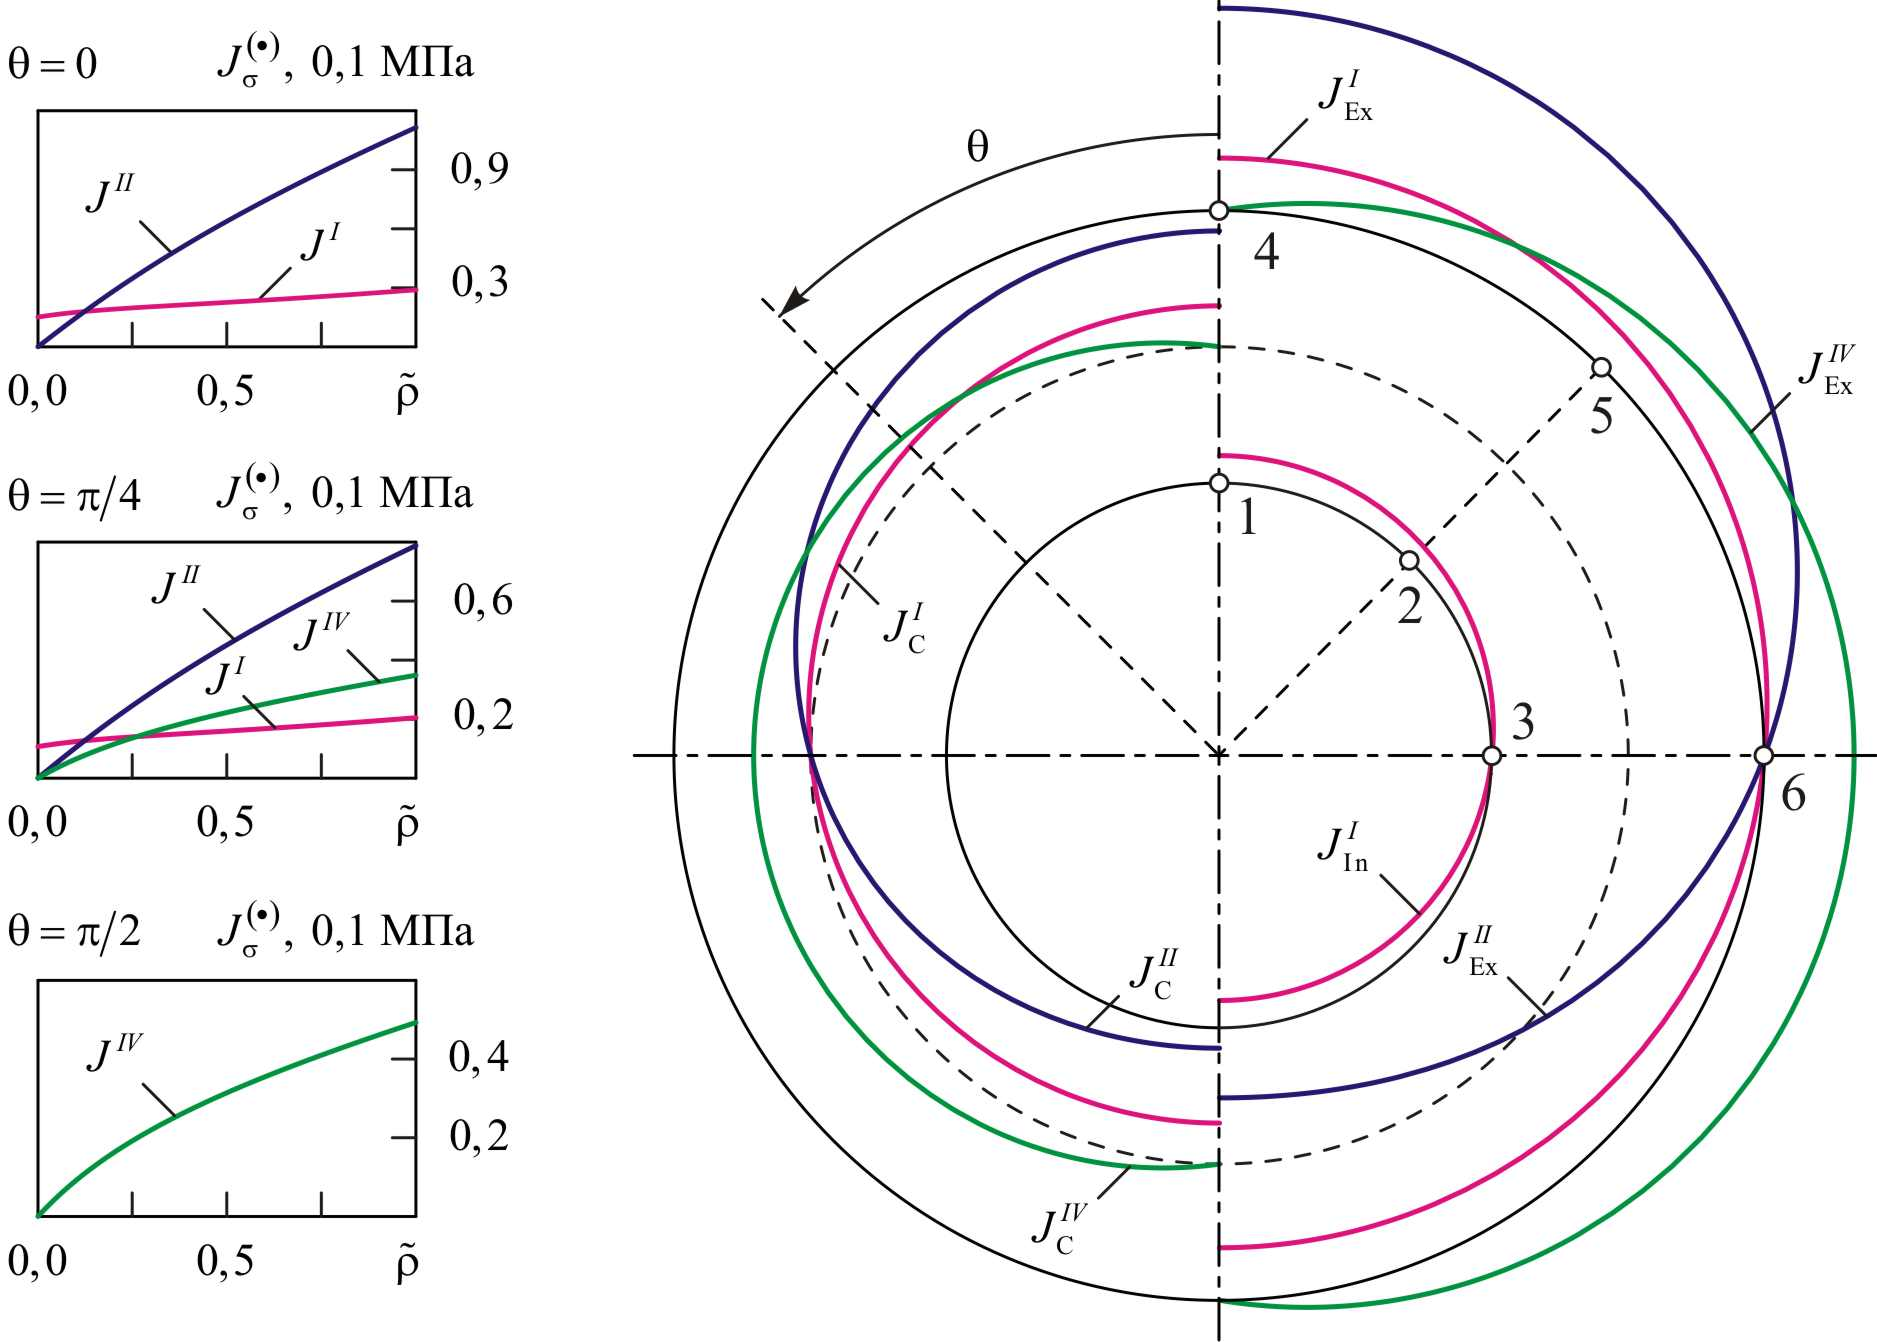 θ = 0 J_σ^(•), 0,1 МПа
0,9
J^II
J^I
0,3
0,0 0,5 ρ̃
θ = π/4 J_σ^(•), 0,1 МПа
J^II
0,6
J^IV
J^I
0,2
0,0 0,5 ρ̃
θ = π/2 J_σ^(•), 0,1 МПа
J^IV
0,4
0,2
0,0 0,5 ρ̃
J_Ex^I
θ
4
J_Ex^IV
5
1
2
J_C^I
3
6
J_In^I
J_Ex^II
J_C^II
J_C^IV